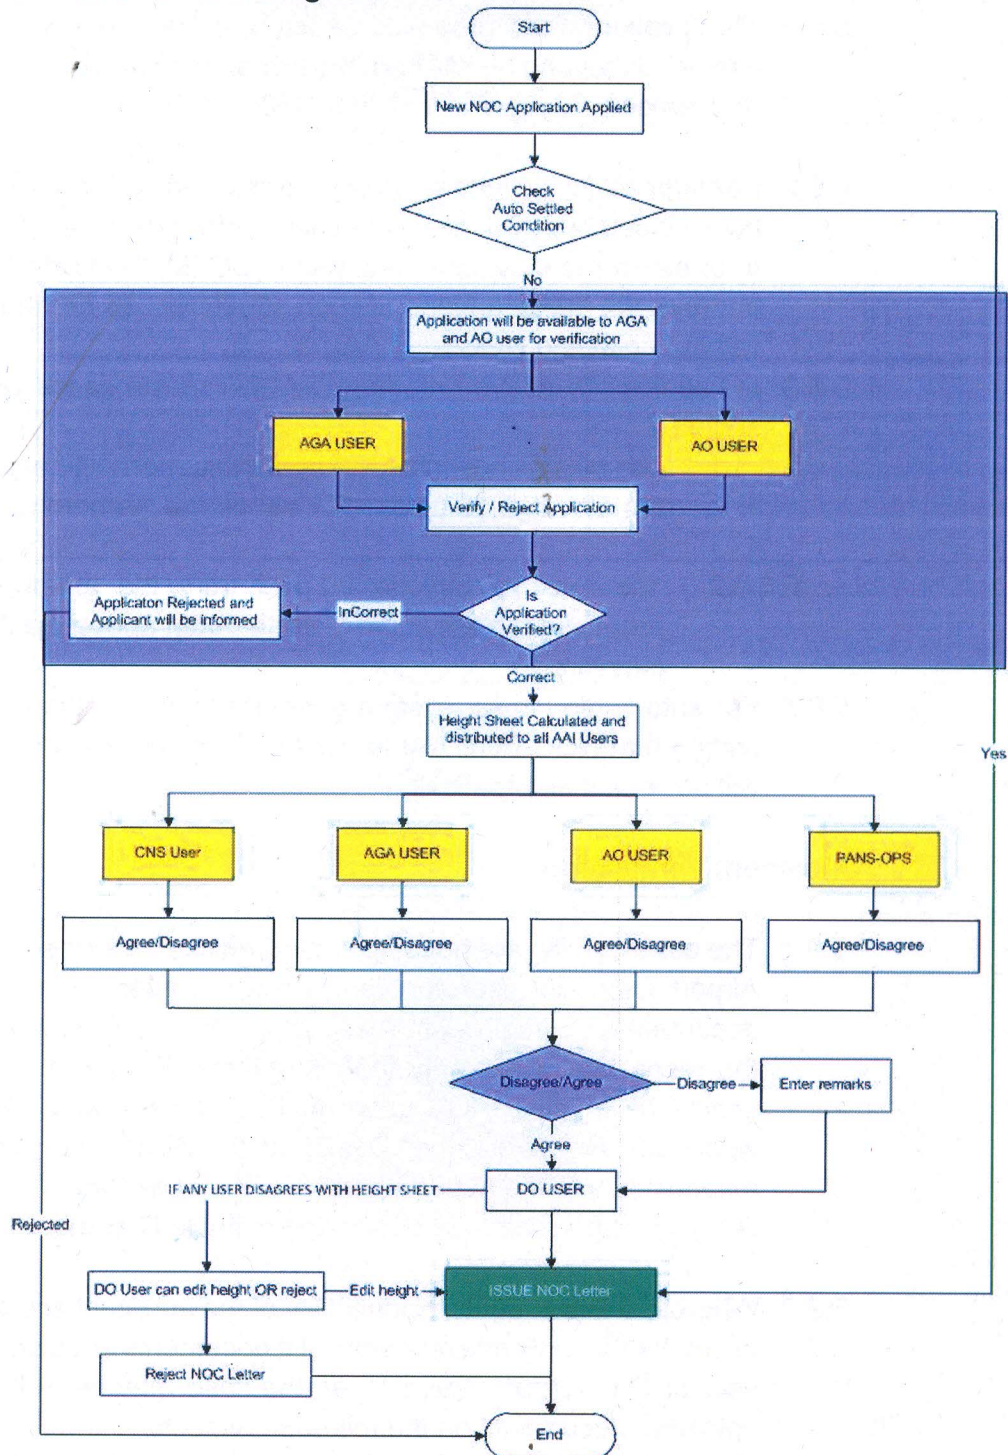 Start
New NOC Application Applied
Check
Auto Settled
Condition
No
Application will be available to AGA
and AO user for verification
AGA USER
AO USER
Verify / Reject Application
Applicaton Rejected and
Applicant will be informed
InCorrect
Is
Application
Verified?
Correct
Height Sheet Calculated and
distributed to all AAI Users
Yes
CNS User
AGA USER
AO USER
PANS-OPS
Agree/Disagree
Agree/Disagree
Agree/Disagree
Agree/Disagree
Disagree/Agree
Disagree
Enter remarks
Agree
IF ANY USER DISAGREES WITH HEIGHT SHEET
DO USER
Rejected
DO User can edit height OR reject
Edit height
ISSUE NOC Letter
Reject NOC Letter
End